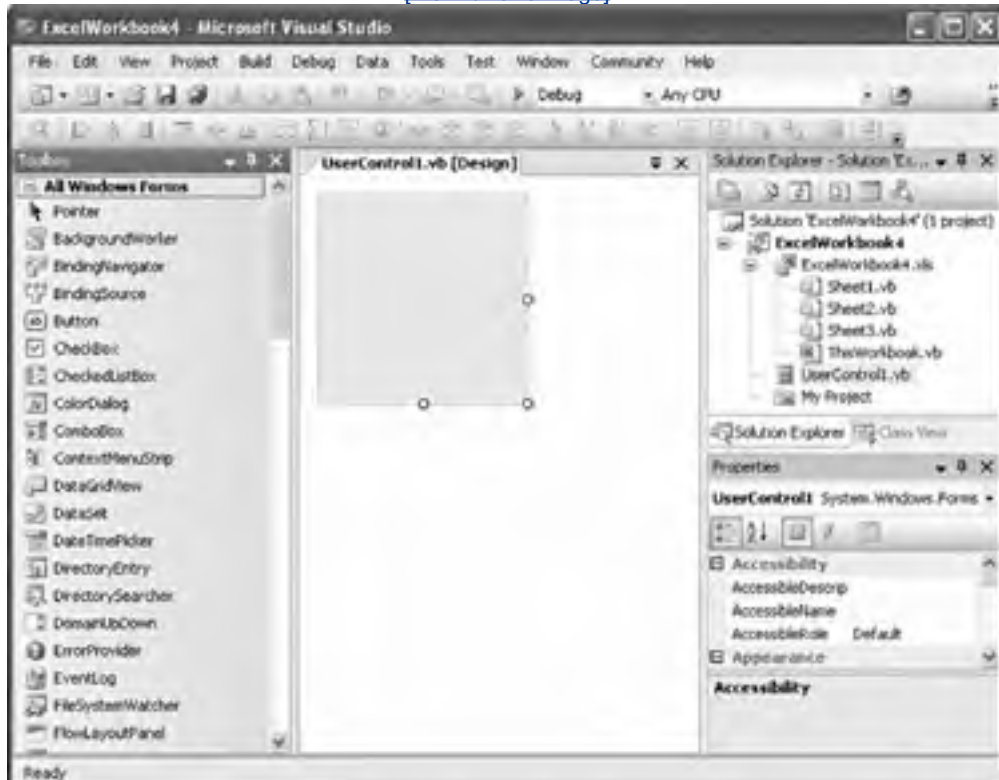 ExcelWorkbook4 - Microsoft Visual Studio
File Edit View Project Build Debug Data Tools Test Window Community Help
Debug Any CPU
Toolbox
All Windows Forms
Pointer
BackgroundWorker
BindingNavigator
BindingSource
Button
CheckBox
CheckedListBox
ColorDialog
ComboBox
ContextMenuStrip
DataGridView
DataSet
DateTimePicker
DirectoryEntry
DirectorySearcher
DomainUpDown
ErrorProvider
EventLog
FileSystemWatcher
FlowLayoutPanel
UserControl1.vb [Design]
Solution Explorer - Solution 'Ex...
Solution 'ExcelWorkbook4' (1 project)
ExcelWorkbook4
ExcelWorkbook4.xls
Sheet1.vb
Sheet2.vb
Sheet3.vb
ThisWorkbook.vb
UserControl1.vb
My Project
Solution Explorer Class View
Properties
UserControl1 System.Windows.Forms
Accessibility
AccessibleDescrip
AccessibleName
AccessibleRole Default
Appearance
Accessibility
Ready